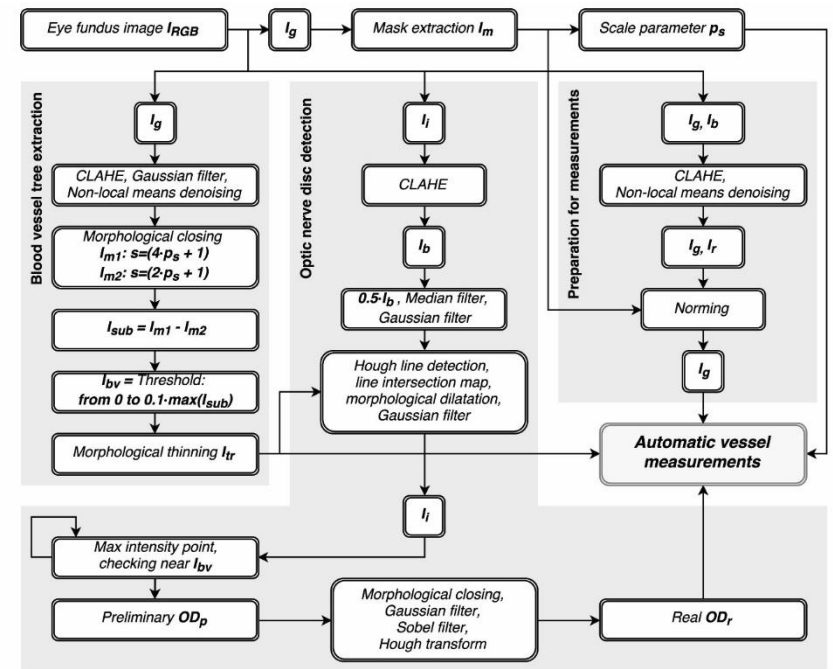 Eye fundus image I_RGB
I_g
Mask extraction I_m
Scale parameter p_s
Blood vessel tree extraction
I_g
CLAHE, Gaussian filter,
Non-local means denoising
Morphological closing
I_m1: s=(4·p_s + 1)
I_m2: s=(2·p_s + 1)
I_sub = I_m1 - I_m2
I_bv = Threshold:
from 0 to 0.1·max(I_sub)
Morphological thinning I_tr
Optic nerve disc detection
I_i
CLAHE
I_b
0.5·I_b, Median filter,
Gaussian filter
Hough line detection,
line intersection map,
morphological dilatation,
Gaussian filter
I_i
Max intensity point,
checking near I_bv
Preliminary OD_p
Morphological closing,
Gaussian filter,
Sobel filter,
Hough transform
Real OD_r
Preparation for measurements
I_g, I_b
CLAHE,
Non-local means denoising
I_g, I_r
Norming
I_g
Automatic vessel
measurements